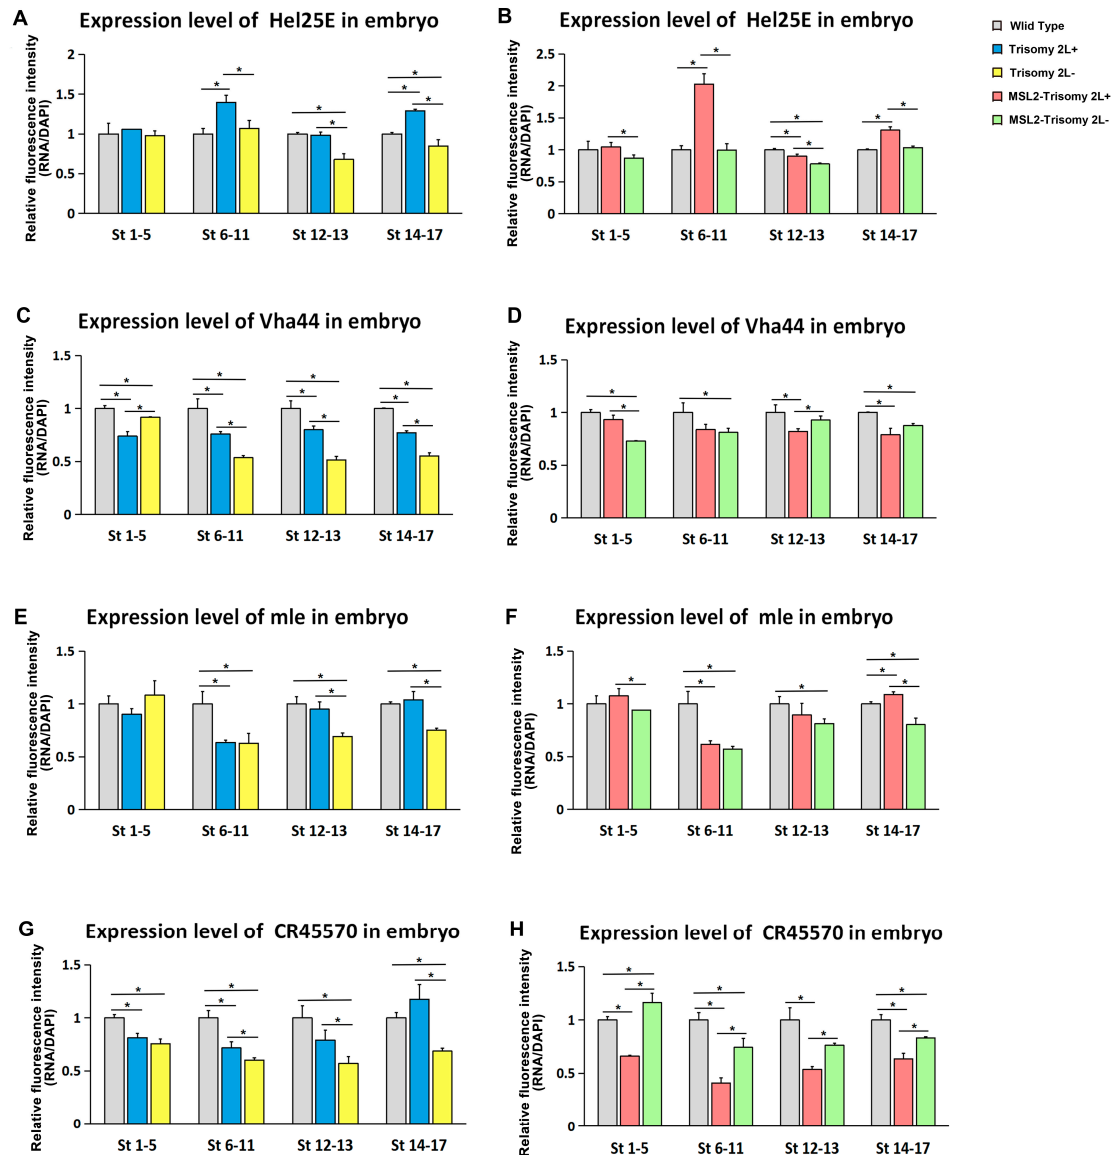 A
Expression level of Hel25E in embryo
Relative fluorescence intensity
(RNA/DAPI)
2
1.5
1
0.5
0
* * * * * * *
St 1-5 St 6-11 St 12-13 St 14-17
B
Expression level of Hel25E in embryo
Relative fluorescence intensity
(RNA/DAPI)
2.5
2
1.5
1
0.5
0
* * * * * * * *
St 1-5 St 6-11 St 12-13 St 14-17
Wlid Type
Trisomy 2L+
Trisomy 2L-
MSL2-Trisomy 2L+
MSL2-Trisomy 2L-
C
Expression level of Vha44 in embryo
Relative fluorescence intensity
(RNA/DAPI)
1.5
1
0.5
0
* * * * * * * * * * * *
St 1-5 St 6-11 St 12-13 St 14-17
D
Expression level of Vha44 in embryo
Relative fluorescence intensity
(RNA/DAPI)
1.5
1
0.5
0
* * * * * * *
St 1-5 St 6-11 St 12-13 St 14-17
E
Expression level of mle in embryo
Relative fluorescence intensity
(RNA/DAPI)
1.5
1
0.5
0
* * * * * *
St 1-5 St 6-11 St 12-13 St 14-17
F
Expression level of mle in embryo
Relative fluorescence intensity
(RNA/DAPI)
1.5
1
0.5
0
* * * * * * *
St 1-5 St 6-11 St 12-13 St 14-17
G
Expression level of CR45570 in embryo
Relative fluorescence intensity
(RNA/DAPI)
1.5
1
0.5
0
* * * * * * * * *
St 1-5 St 6-11 St 12-13 St 14-17
H
Expression level of CR45570 in embryo
Relative fluorescence intensity
(RNA/DAPI)
1.5
1
0.5
0
* * * * * * * * * * *
St 1-5 St 6-11 St 12-13 St 14-17